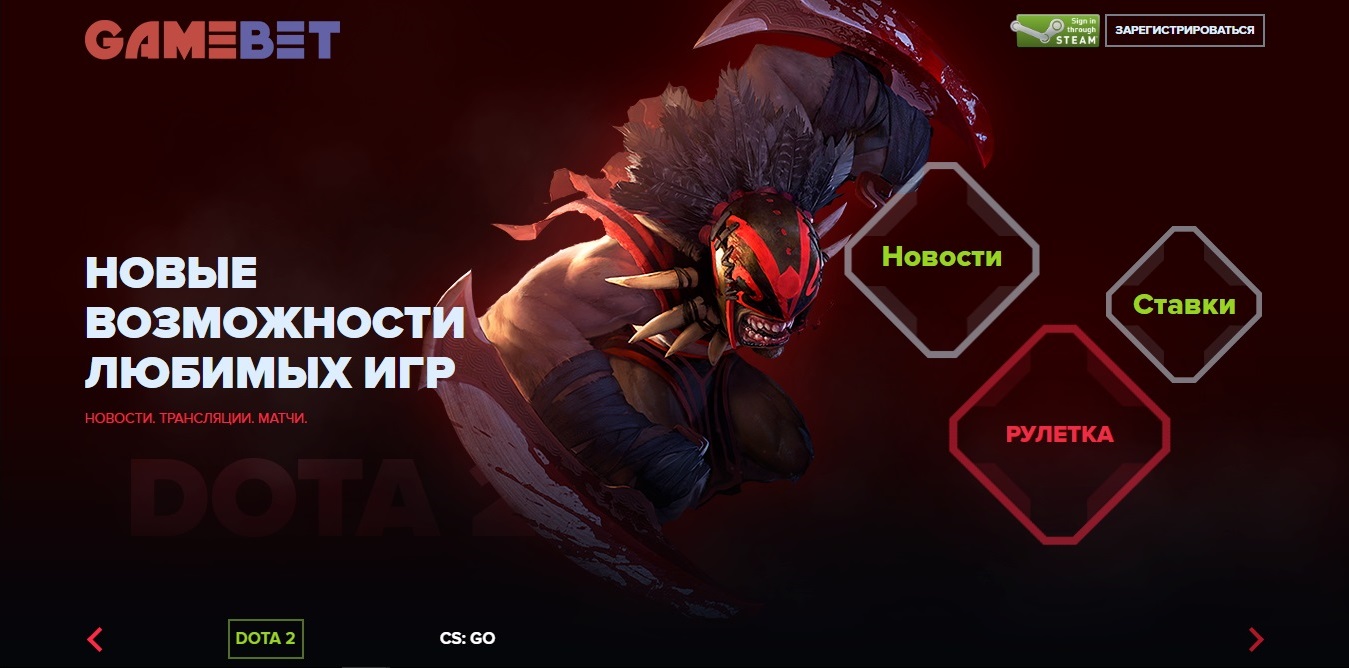 GAMEBET
Sign in
through
STEAM
ЗАРЕГИСТРИРОВАТЬСЯ
Новости
Ставки
НОВЫЕ
ВОЗМОЖНОСТИ
ЛЮБИМЫХ ИГР
НОВОСТИ. ТРАНСЛЯЦИИ. МАТЧИ.
РУЛЕТКА
DOTA 2
DOTA 2
CS: GO